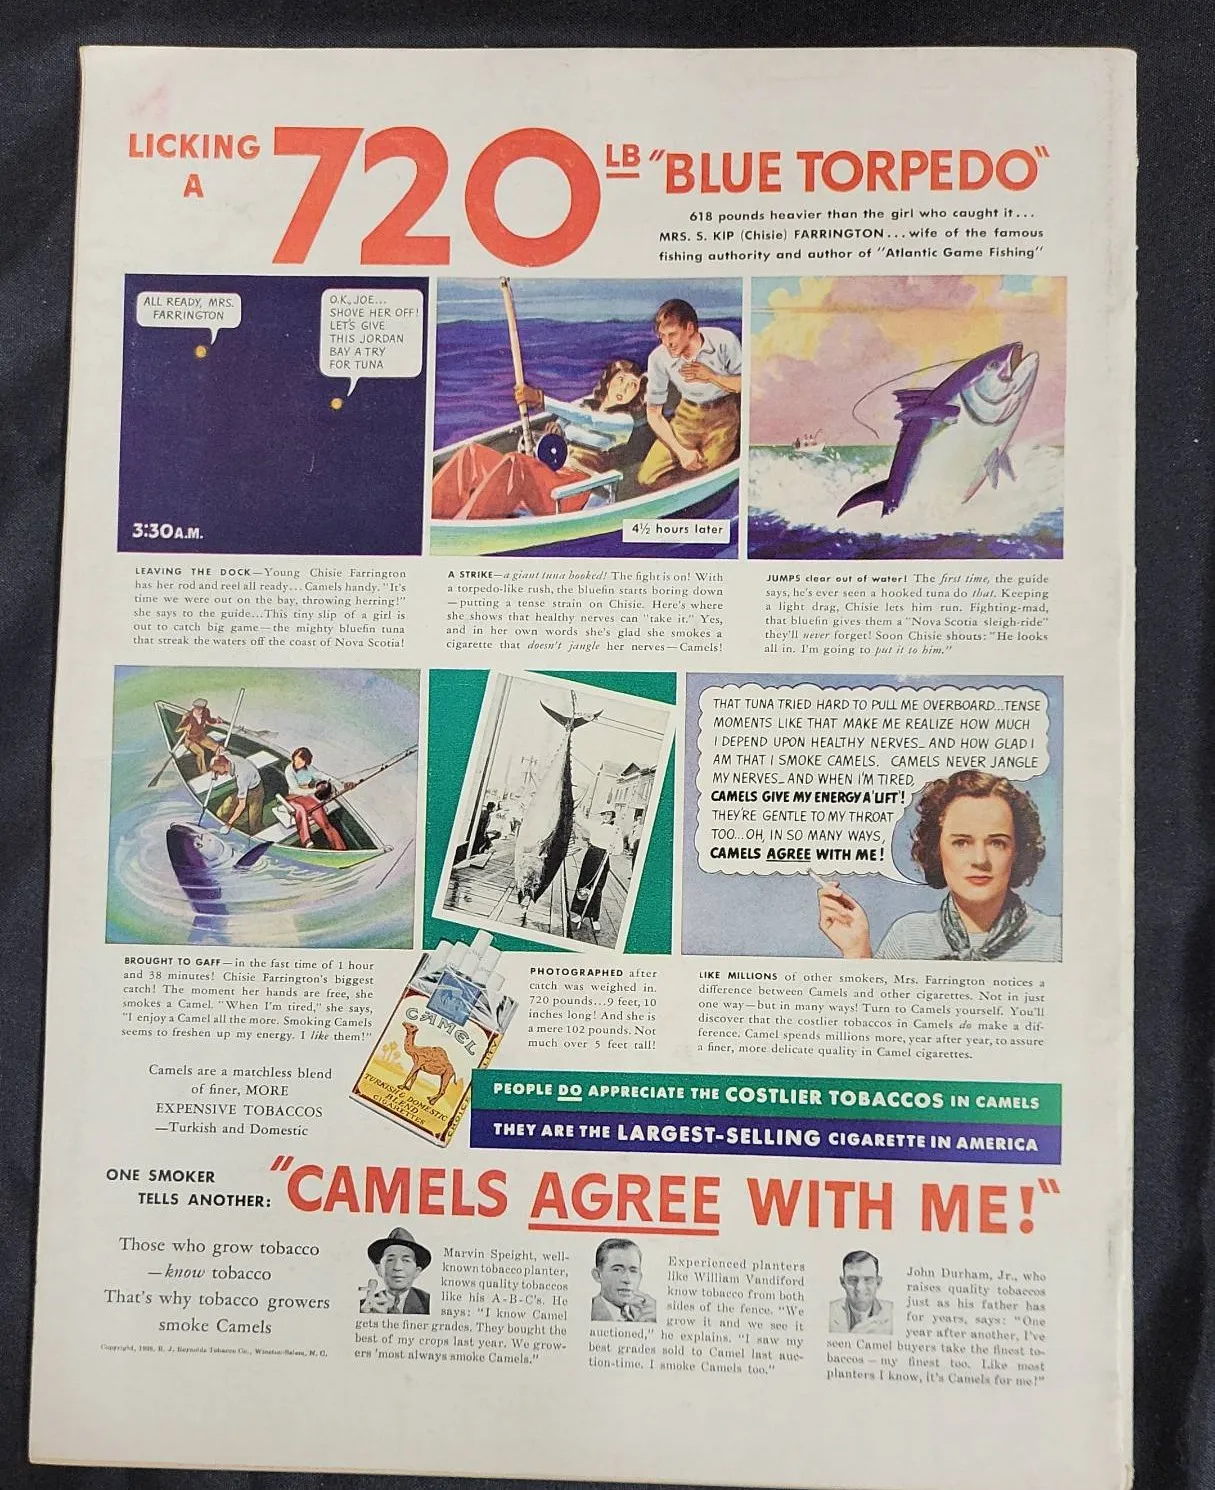 LICKING
A
720
LB "BLUE TORPEDO"
618 pounds heavier than the girl who caught it...
MRS. S. KIP (Chisie) FARRINGTON...wife of the famous
fishing authority and author of "Atlantic Game Fishing"
ALL READY, MRS.
FARRINGTON
O.K., JOE...
SHOVE HER OFF!
LET'S GIVE
THIS JORDAN
BAY A TRY
FOR TUNA
3:30 A.M.
4½ hours later
LEAVING THE DOCK—Young Chisie Farrington
has her rod and reel all ready... Camels handy. "It's
time we were out on the bay, throwing herring!"
she says to the guide...This tiny slip of a girl is
out to catch big game—the mighty bluefin tuna
that streak the waters off the coast of Nova Scotia!
A STRIKE—a giant tuna hooked! The fight is on! With
a torpedo-like rush, the bluefin starts boring down
—putting a tense strain on Chisie. Here's where
she shows that healthy nerves can "take it." Yes,
and in her own words she's glad she smokes a
cigarette that doesn't jangle her nerves—Camels!
JUMPS clear out of water! The first time, the guide
says, he's ever seen a hooked tuna do that. Keeping
a light drag, Chisie lets him run. Fighting-mad,
that bluefin gives them a "Nova Scotia sleigh-ride"
they'll never forget! Soon Chisie shouts: "He looks
all in. I'm going to put it to him."
THAT TUNA TRIED HARD TO PULL ME OVERBOARD...TENSE
MOMENTS LIKE THAT MAKE ME REALIZE HOW MUCH
I DEPEND UPON HEALTHY NERVES_ AND HOW GLAD I
AM THAT I SMOKE CAMELS. CAMELS NEVER JANGLE
MY NERVES_ AND WHEN I'M TIRED,
CAMELS GIVE MY ENERGY A 'LIFT'!
THEY'RE GENTLE TO MY THROAT
TOO...OH, IN SO MANY WAYS,
CAMELS AGREE WITH ME!
BROUGHT TO GAFF—in the fast time of 1 hour
and 38 minutes! Chisie Farrington's biggest
catch! The moment her hands are free, she
smokes a Camel. "When I'm tired," she says,
"I enjoy a Camel all the more. Smoking Camels
seems to freshen up my energy. I like them!"
PHOTOGRAPHED after
catch was weighed in.
720 pounds...9 feet, 10
inches long! And she is
a mere 102 pounds. Not
much over 5 feet tall!
LIKE MILLIONS of other smokers, Mrs. Farrington notices a
difference between Camels and other cigarettes. Not in just
one way—but in many ways! Turn to Camels yourself. You'll
discover that the costlier tobaccos in Camels do make a dif-
ference. Camel spends millions more, year after year, to assure
a finer, more delicate quality in Camel cigarettes.
Camels are a matchless blend
of finer, MORE
EXPENSIVE TOBACCOS
—Turkish and Domestic
CAMEL
TURKISH & DOMESTIC
BLEND
CIGARETTES
CHOICE
PEOPLE DO APPRECIATE THE COSTLIER TOBACCOS IN CAMELS
THEY ARE THE LARGEST-SELLING CIGARETTE IN AMERICA
ONE SMOKER
TELLS ANOTHER:
"CAMELS AGREE WITH ME!"
Those who grow tobacco
—know tobacco
That's why tobacco growers
smoke Camels
Marvin Speight, well-
known tobacco planter,
knows quality tobaccos
like his A-B-C's. He
says: "I know Camel
gets the finer grades. They bought the
best of my crops last year. We grow-
ers 'most always smoke Camels."
Experienced planters
like William Vandiford
know tobacco from both
sides of the fence. "We
grow it and we see it
auctioned," he explains. "I saw my
best grades sold to Camel last auc-
tion-time. I smoke Camels too."
John Durham, Jr., who
raises quality tobaccos
just as his father has
for years, says: "One
year after another, I've
seen Camel buyers take the finest to-
baccos — my finest too. Like most
planters I know, it's Camels for me!"
Copyright, 1938, R. J. Reynolds Tobacco Co., Winston-Salem, N. C.